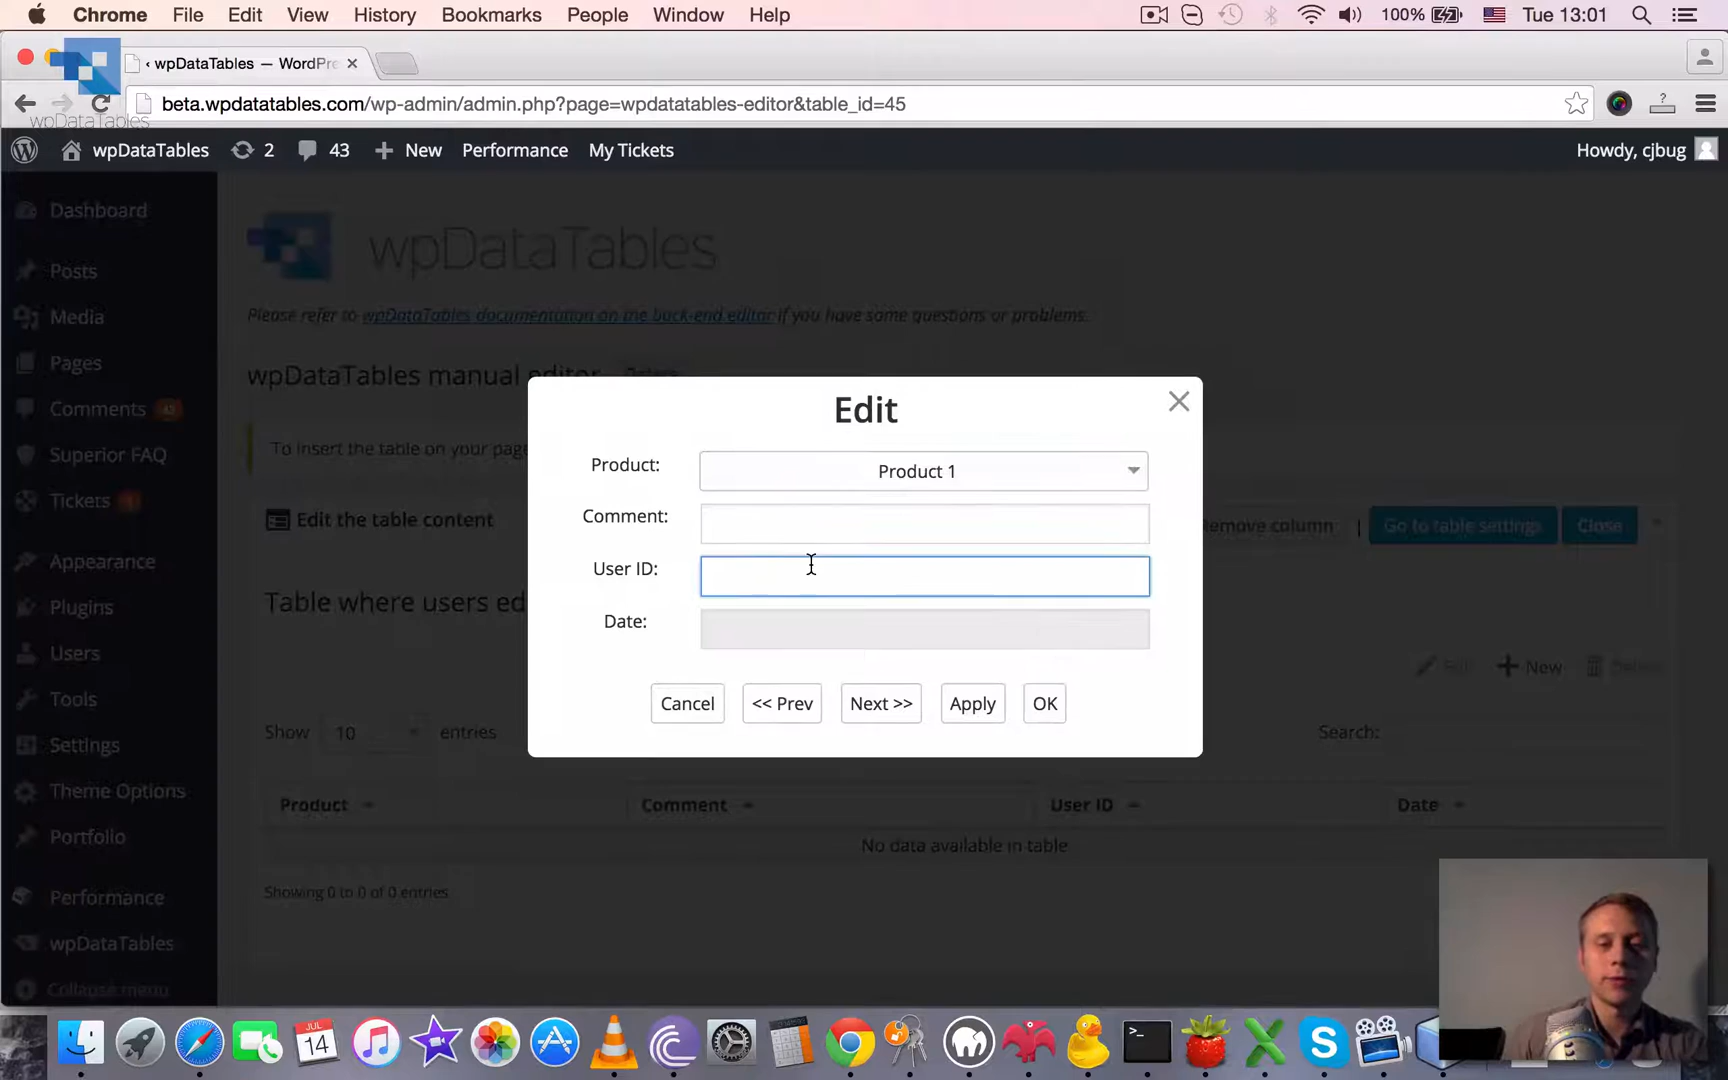 Chrome File Edit View History Bookmarks People Window Help 100% Tue 13:01
‹ wpDataTables — WordPre
beta.wpdatatables.com/wp-admin/admin.php?page=wpdatatables-editor&table_id=45
wpDataTables
wpDataTables 2 43 New Performance My Tickets Howdy, cjbug
Dashboard
Posts
Media
Pages
Comments 43
Superior FAQ
Tickets
Appearance
Plugins
Users
Tools
Settings
Theme Options
Portfolio
Performance
wpDataTables
Collapse menu
wpDataTables
Please refer to wpDataTables documentation on the back-end editor if you have some questions or problems.
wpDataTables manual editor
To insert the table on your page
Edit the table content
Remove column | Go to table settings Close
Table where users ed
Edit New Delete
Show 10 entries Search:
Product Comment User ID Date
No data available in table
Showing 0 to 0 of 0 entries
Edit
Product: Product 1
Comment:
User ID:
Date:
Cancel << Prev Next >> Apply OK
JUL
14